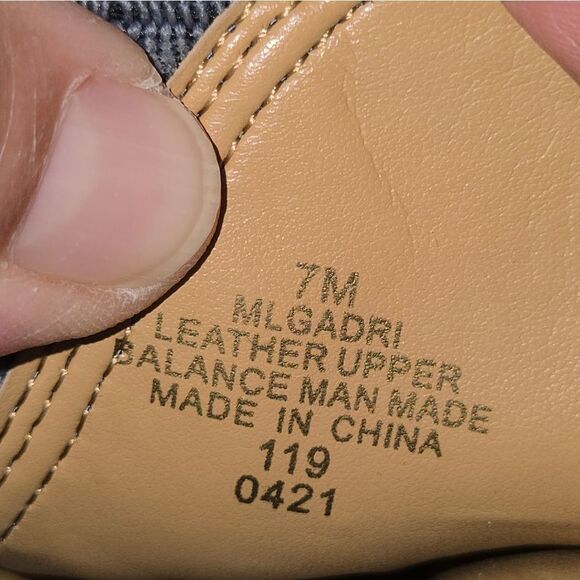 7M
MLGADRI
LEATHER UPPER
BALANCE MAN MADE
MADE IN CHINA
119
0421